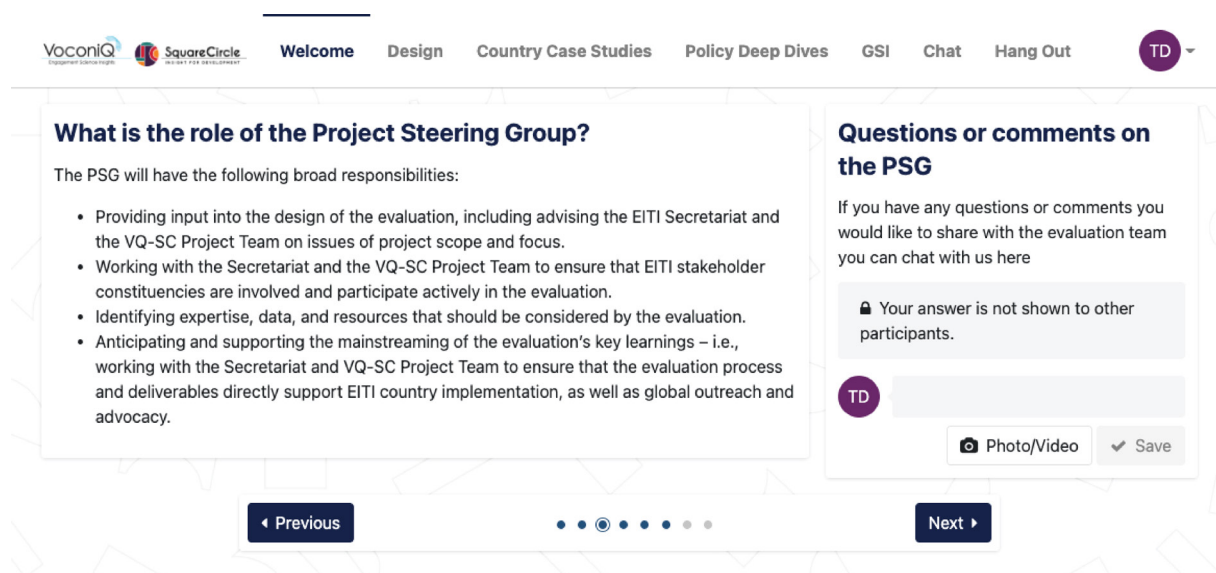 VoconiQ
Engagement Science Insights
SquareCircle
INSIGHT FOR DEVELOPMENT
Welcome
Design
Country Case Studies
Policy Deep Dives
GSI
Chat
Hang Out
TD
What is the role of the Project Steering Group?
The PSG will have the following broad responsibilities:
• Providing input into the design of the evaluation, including advising the EITI Secretariat and
the VQ-SC Project Team on issues of project scope and focus.
• Working with the Secretariat and the VQ-SC Project Team to ensure that EITI stakeholder
constituencies are involved and participate actively in the evaluation.
• Identifying expertise, data, and resources that should be considered by the evaluation.
• Anticipating and supporting the mainstreaming of the evaluation’s key learnings – i.e.,
working with the Secretariat and VQ-SC Project Team to ensure that the evaluation process
and deliverables directly support EITI country implementation, as well as global outreach and
advocacy.
Questions or comments on
the PSG
If you have any questions or comments you
would like to share with the evaluation team
you can chat with us here
Your answer is not shown to other
participants.
TD
Photo/Video
Save
Previous
Next